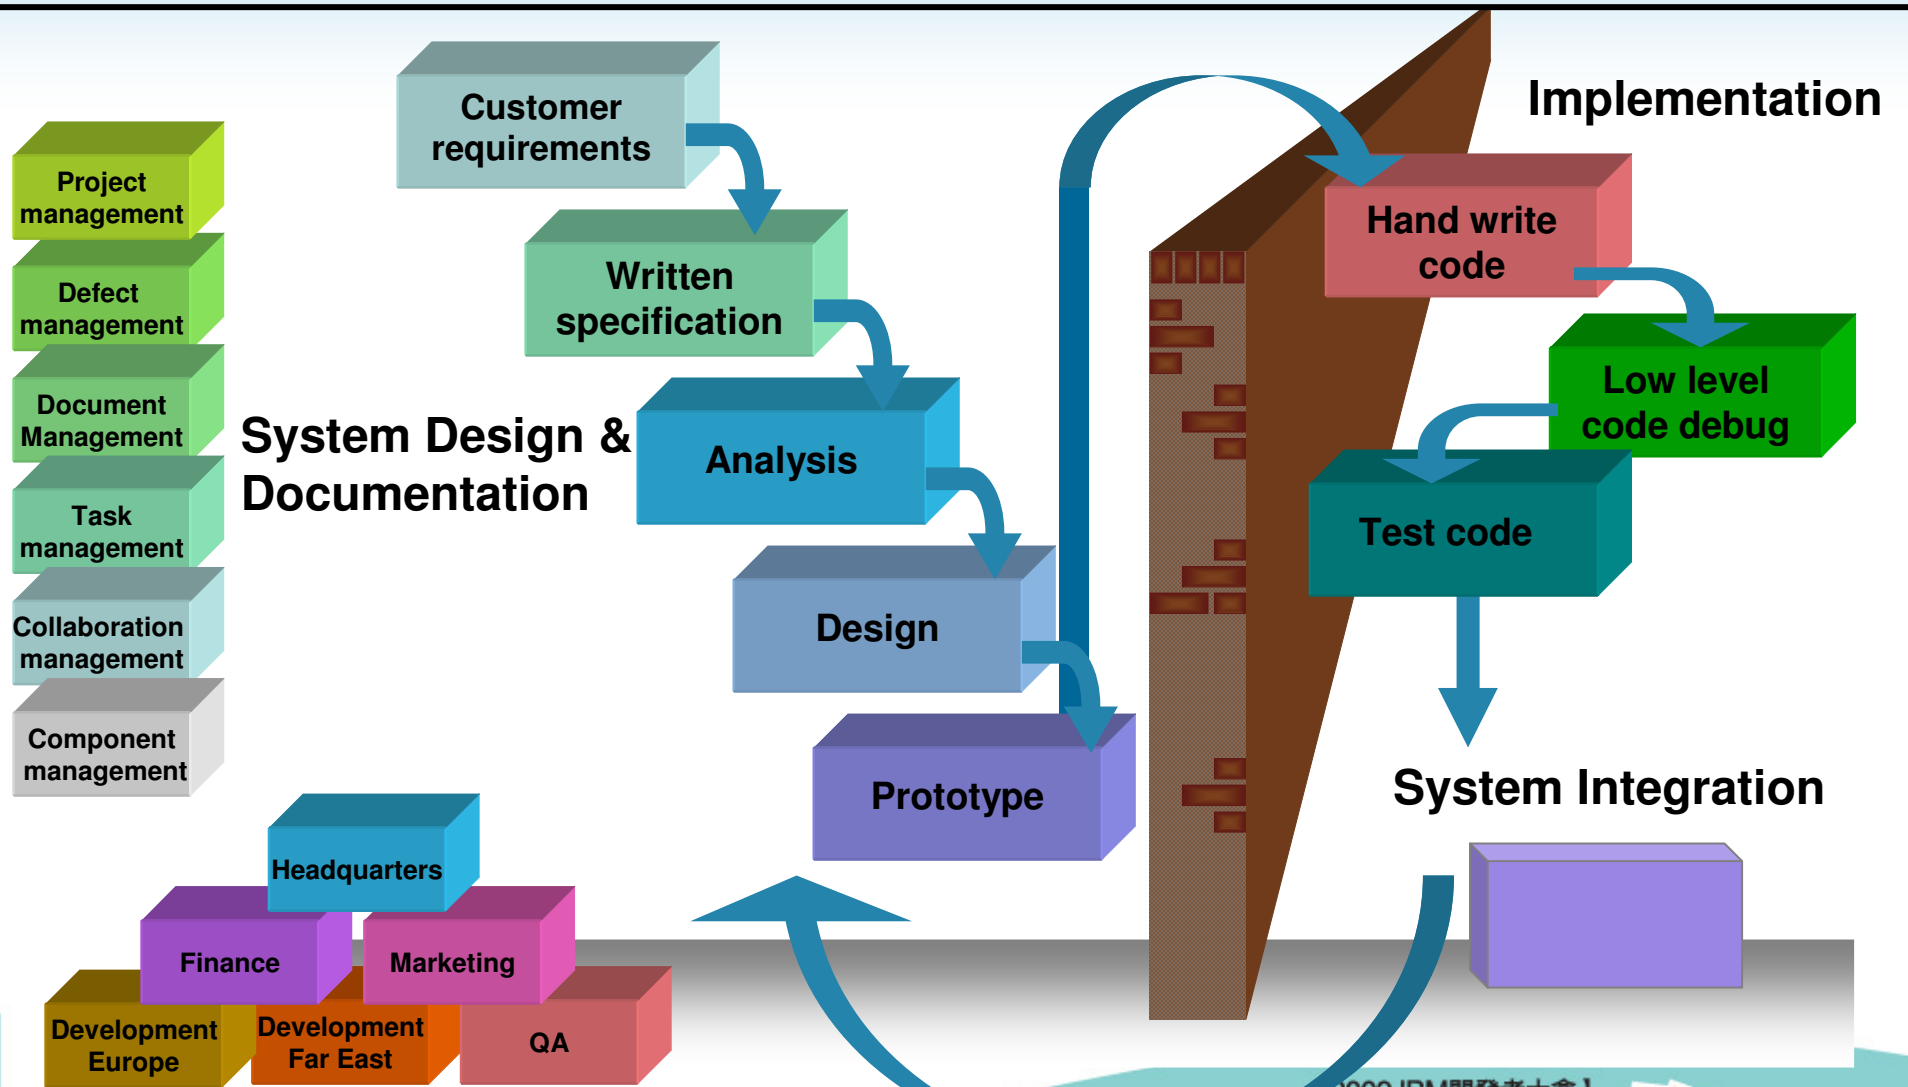 Customer
requirements
Implementation
Project
management
Hand write
code
Written
specification
Defect
management
Low level
code debug
Document
Management
System Design &
Documentation
Analysis
Task
management
Test code
Collaboration
management
Design
Component
management
Prototype
System Integration
Headquarters
Finance
Marketing
Development
Europe
Development
Far East
QA